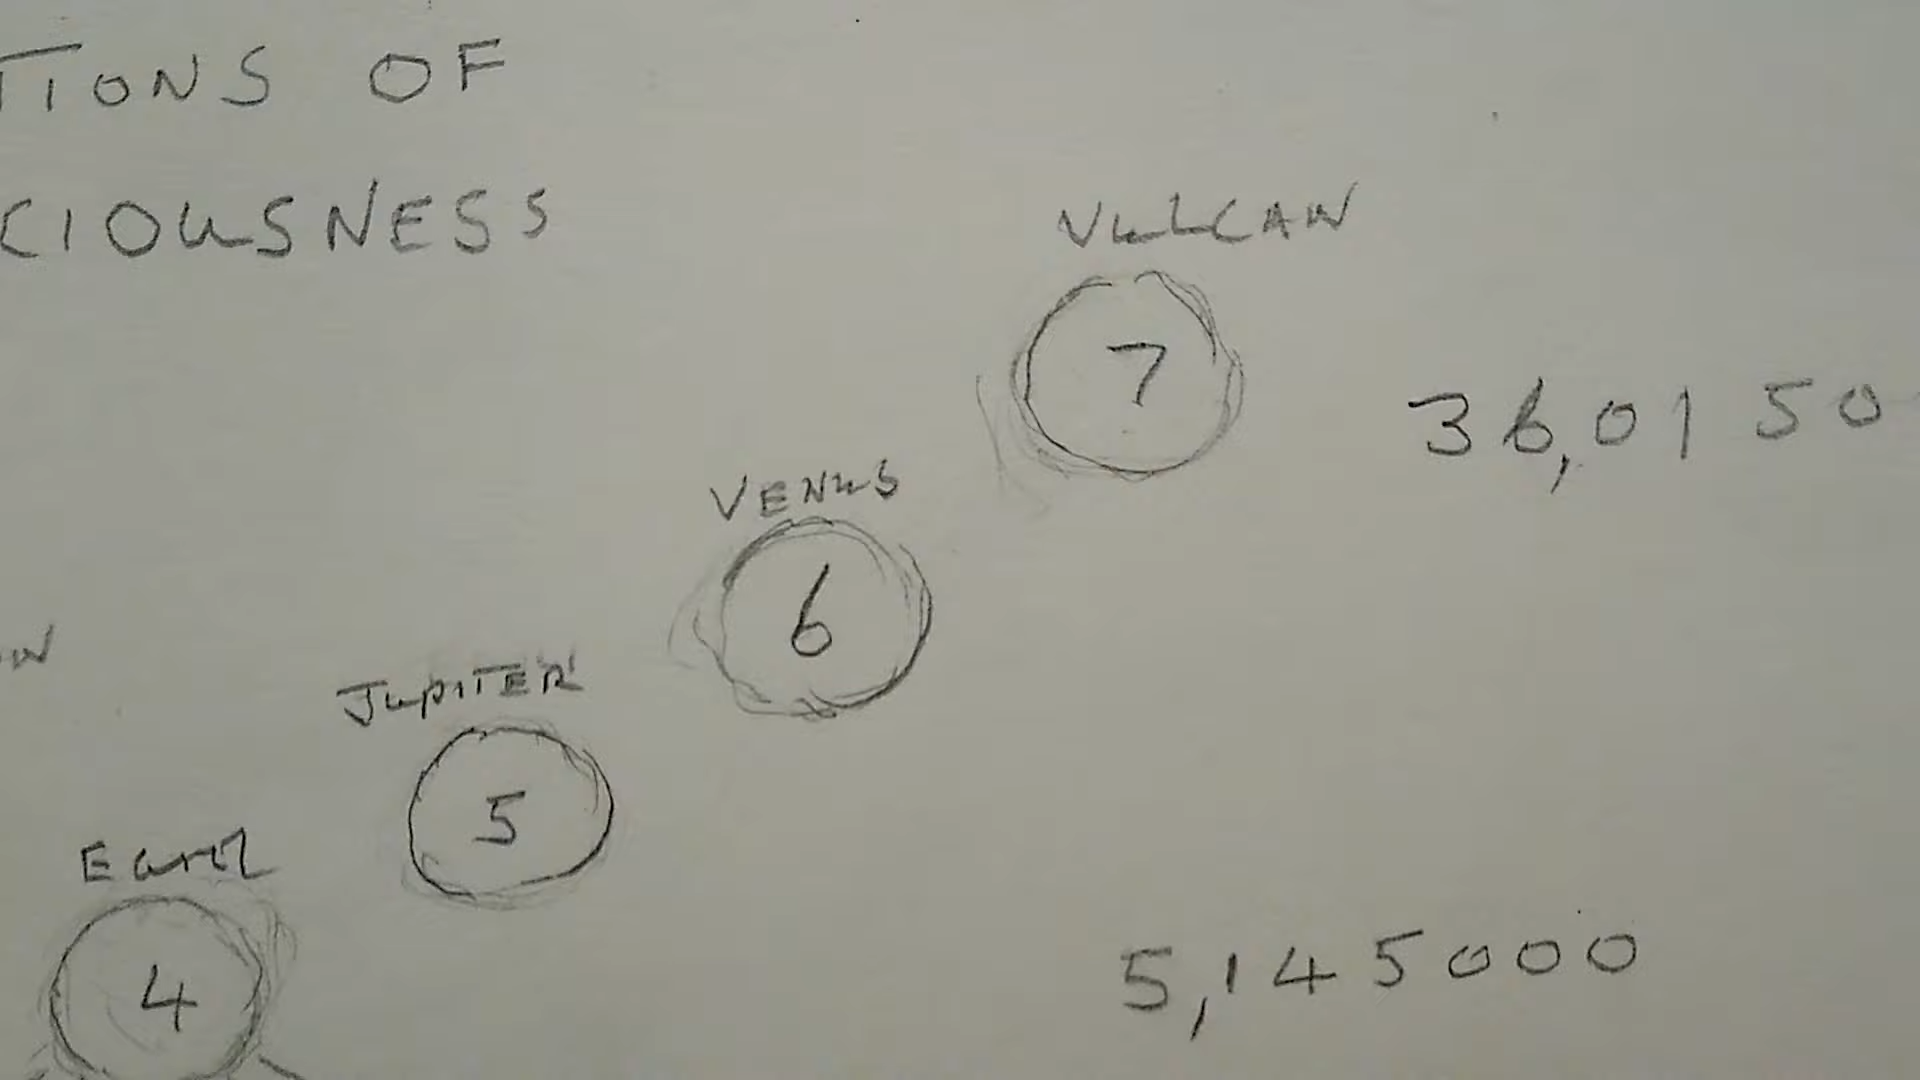 TIONS OF
CIOUSNESS
VULCAN
7
36,0150
VENUS
6
JUPITER
5
Earth
4
5,145000